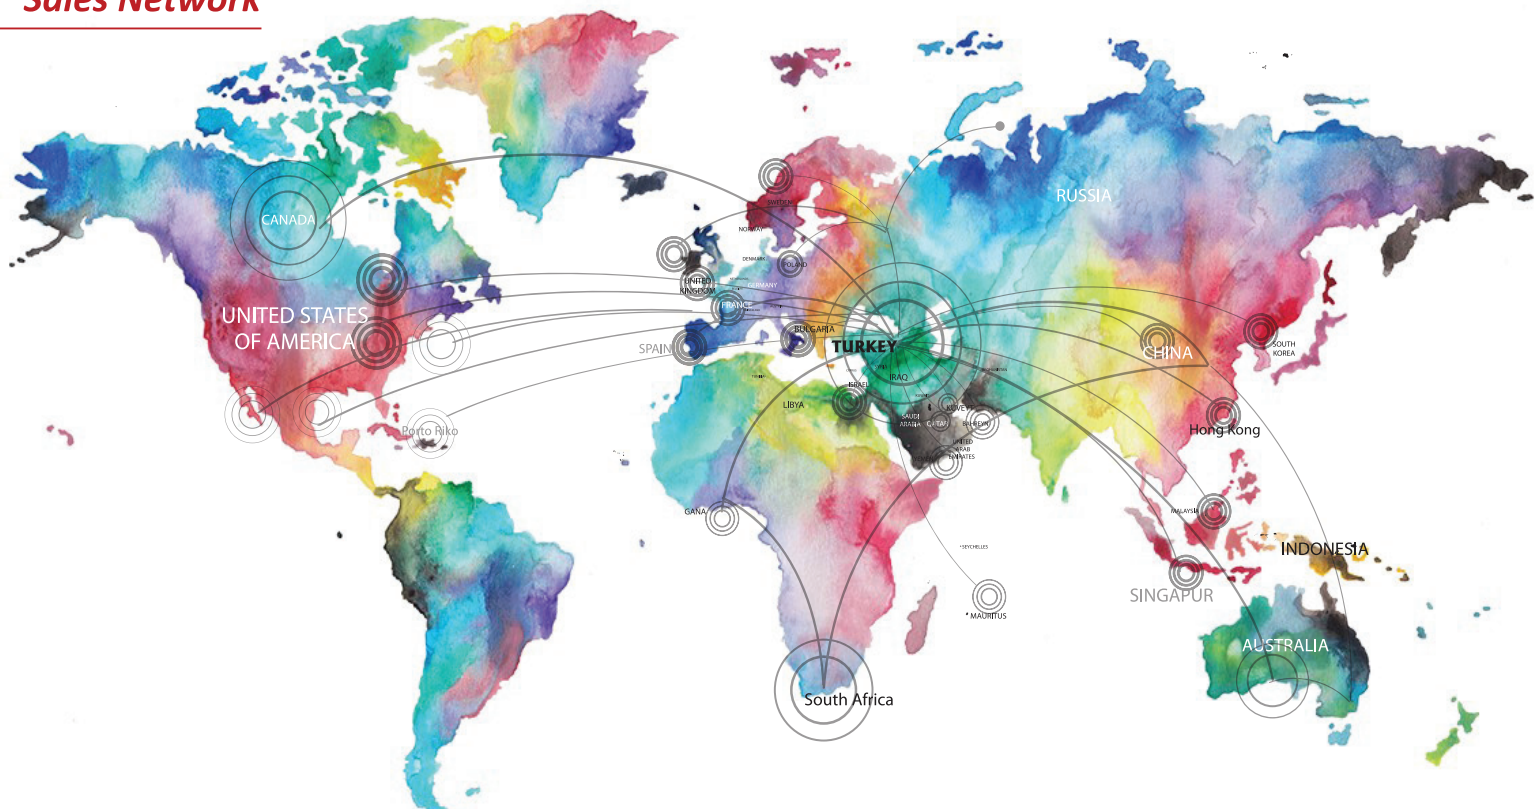 Sales Network
CANADA
UNITED STATES
OF AMERICA
Porto Riko
SWEDEN
NORWAY
DENMARK
POLAND
UNITED
KINGDOM
GERMANY
FRANCE
SPAIN
BULGARIA
TURKEY
RUSSIA
CHINA
SOUTH
KOREA
Hong Kong
IRAQ
ISRAEL
LIBYA
SAUDI
ARABIA
KUVEYT
QATAR
BAHREYN
UNITED
ARAB
EMIRATES
GANA
SEYCHELLES
MAURITUS
South Africa
MALAYSIA
INDONESIA
SINGAPUR
AUSTRALIA